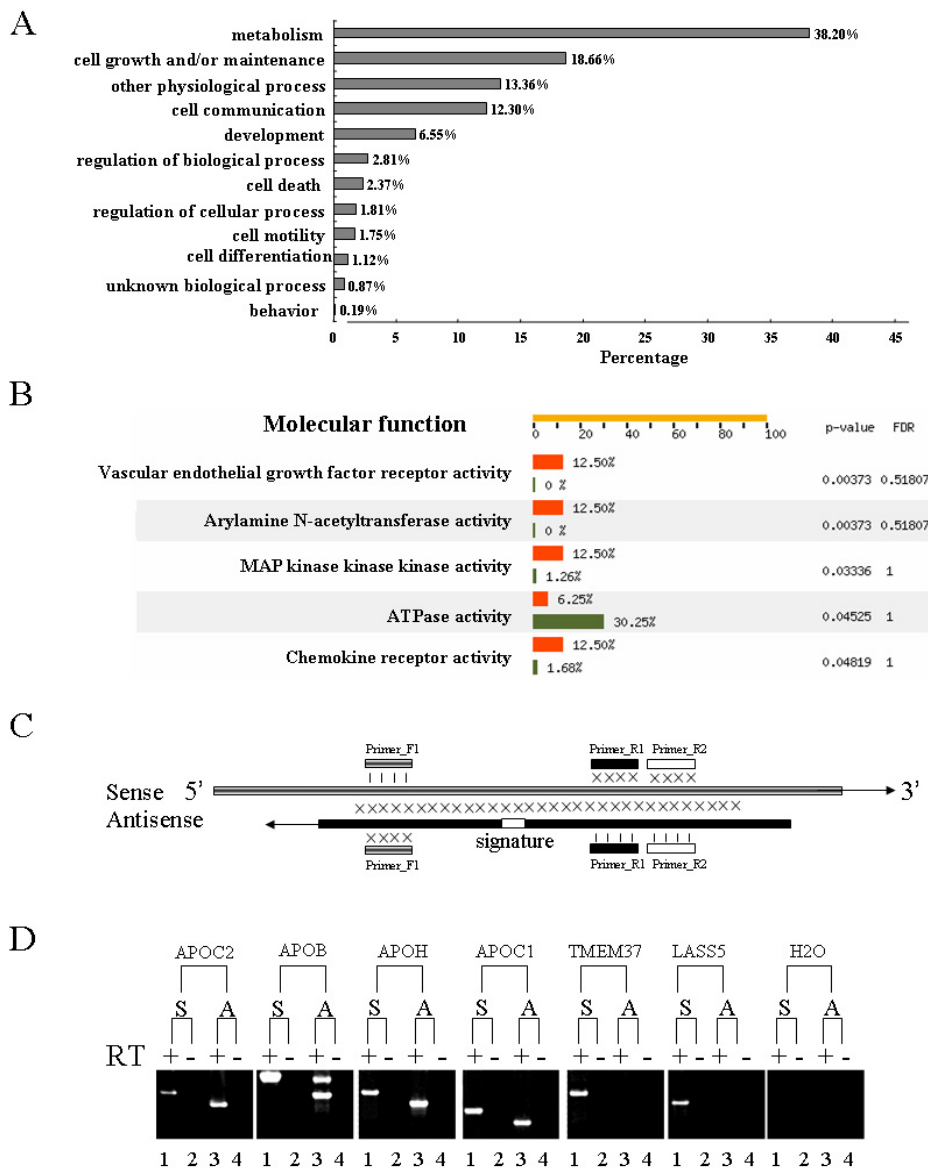 A
metabolism 38.20%
cell growth and/or maintenance 18.66%
other physiological process 13.36%
cell communication 12.30%
development 6.55%
regulation of biological process 2.81%
cell death 2.37%
regulation of cellular process 1.81%
cell motility 1.75%
cell differentiation 1.12%
unknown biological process 0.87%
behavior 0.19%
0 5 10 15 20 25 30 35 40 45
Percentage
B
Molecular function 0 20 40 60 80 100 p-value FDR
Vascular endothelial growth factor receptor activity 12.50%
0 % 0.00373 0.51807
Arylamine N-acetyltransferase activity 12.50%
0 % 0.00373 0.51807
MAP kinase kinase kinase activity 12.50%
1.26% 0.03336 1
ATPase activity 6.25%
30.25% 0.04525 1
Chemokine receptor activity 12.50%
1.68% 0.04819 1
C
Primer_F1 Primer_R1 Primer_R2
Sense 5' 3'
Antisense
signature
Primer_F1 Primer_R1 Primer_R2
D
APOC2 APOB APOH APOC1 TMEM37 LASS5 H2O
S A S A S A S A S A S A S A
RT + - + - + - + - + - + - + - + - + - + - + - + - + - + -
1 2 3 4 1 2 3 4 1 2 3 4 1 2 3 4 1 2 3 4 1 2 3 4 1 2 3 4